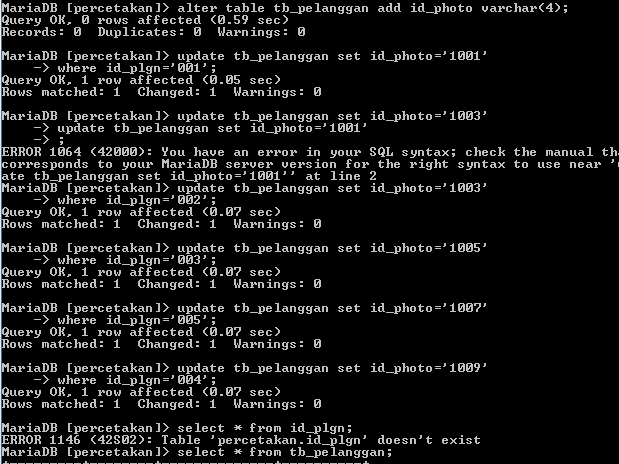 MariaDB [percetakan]> alter table tb_pelanggan add id_photo varchar(4);
Query OK, 0 rows affected (0.59 sec)
Records: 0  Duplicates: 0  Warnings: 0
MariaDB [percetakan]> update tb_pelanggan set id_photo='1001'
-> where id_plgn='001';
Query OK, 1 row affected (0.05 sec)
Rows matched: 1  Changed: 1  Warnings: 0
MariaDB [percetakan]> update tb_pelanggan set id_photo='1003'
-> update tb_pelanggan set id_photo='1001'
-> ;
ERROR 1064 (42000): You have an error in your SQL syntax; check the manual th
corresponds to your MariaDB server version for the right syntax to use near '
ate tb_pelanggan set id_photo='1001'' at line 2
MariaDB [percetakan]> update tb_pelanggan set id_photo='1003'
-> where id_plgn='002';
Query OK, 1 row affected (0.07 sec)
Rows matched: 1  Changed: 1  Warnings: 0
MariaDB [percetakan]> update tb_pelanggan set id_photo='1005'
-> where id_plgn='003';
Query OK, 1 row affected (0.07 sec)
Rows matched: 1  Changed: 1  Warnings: 0
MariaDB [percetakan]> update tb_pelanggan set id_photo='1007'
-> where id_plgn='005';
Query OK, 1 row affected (0.07 sec)
Rows matched: 1  Changed: 1  Warnings: 0
MariaDB [percetakan]> update tb_pelanggan set id_photo='1009'
-> where id_plgn='004';
Query OK, 1 row affected (0.07 sec)
Rows matched: 1  Changed: 1  Warnings: 0
MariaDB [percetakan]> select * from id_plgn;
ERROR 1146 (42S02): Table 'percetakan.id_plgn' doesn't exist
MariaDB [percetakan]> select * from tb_pelanggan;